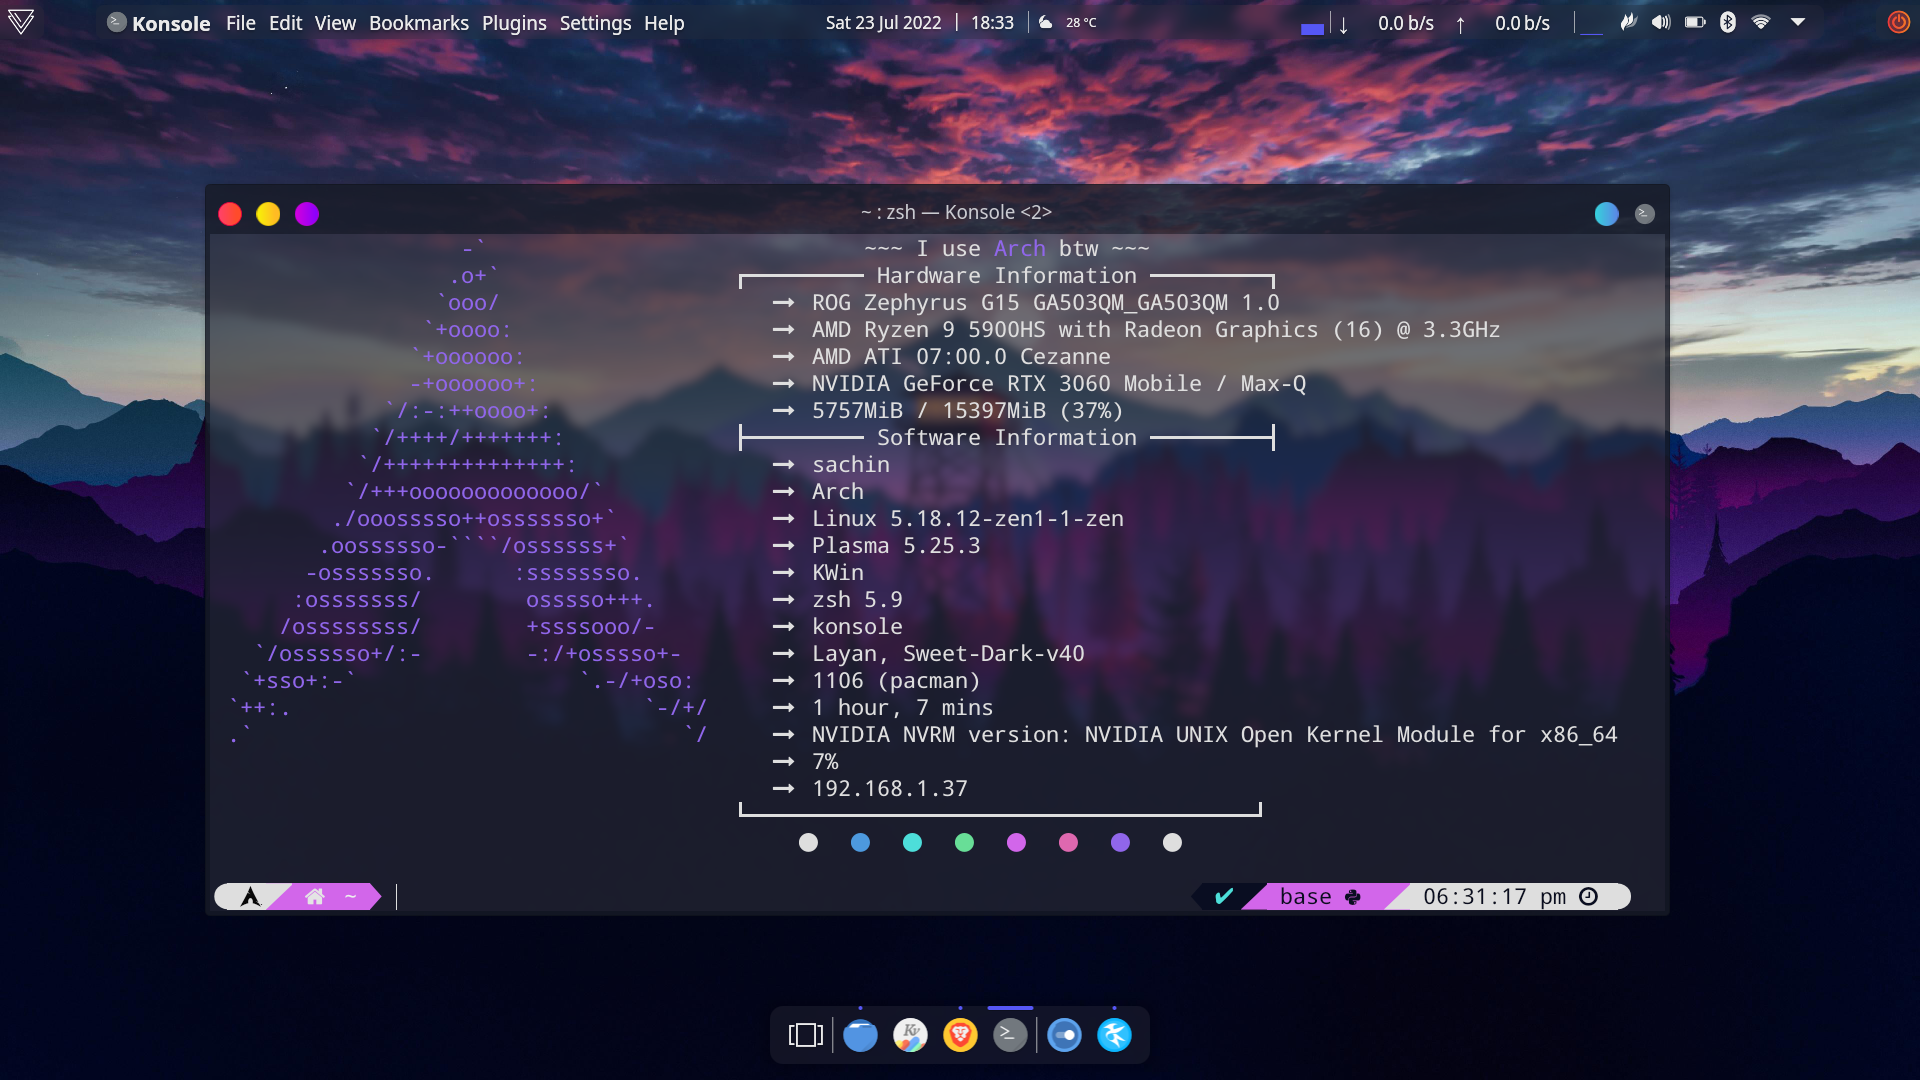 Konsole File Edit View Bookmarks Plugins Settings Help
Sat 23 Jul 2022 | 18:33 28 °C
↓ 0.0 b/s ↑ 0.0 b/s
~ : zsh — Konsole <2>
~~~ I use Arch btw ~~~
Hardware Information
→ ROG Zephyrus G15 GA503QM_GA503QM 1.0
→ AMD Ryzen 9 5900HS with Radeon Graphics (16) @ 3.3GHz
→ AMD ATI 07:00.0 Cezanne
→ NVIDIA GeForce RTX 3060 Mobile / Max-Q
→ 5757MiB / 15397MiB (37%)
Software Information
→ sachin
→ Arch
→ Linux 5.18.12-zen1-1-zen
→ Plasma 5.25.3
→ KWin
→ zsh 5.9
→ konsole
→ Layan, Sweet-Dark-v40
→ 1106 (pacman)
→ 1 hour, 7 mins
→ NVIDIA NVRM version: NVIDIA UNIX Open Kernel Module for x86_64
→ 7%
→ 192.168.1.37
-`
.o+`
`ooo/
`+oooo:
`+oooooo:
-+oooooo+:
`/:-:++oooo+:
`/++++/+++++++:
`/++++++++++++++:
`/+++ooooooooooooo/`
./ooosssso++osssssso+`
.oossssso-````/ossssss+`
-osssssso. :ssssssso.
:osssssss/ osssso+++.
/ossssssss/ +ssssooo/-
`/ossssso+/:- -:/+osssso+-
`+sso+:-` `.-/+oso:
`++:. `-/+/
.` `/
~
✔ base 06:31:17 pm
Kv